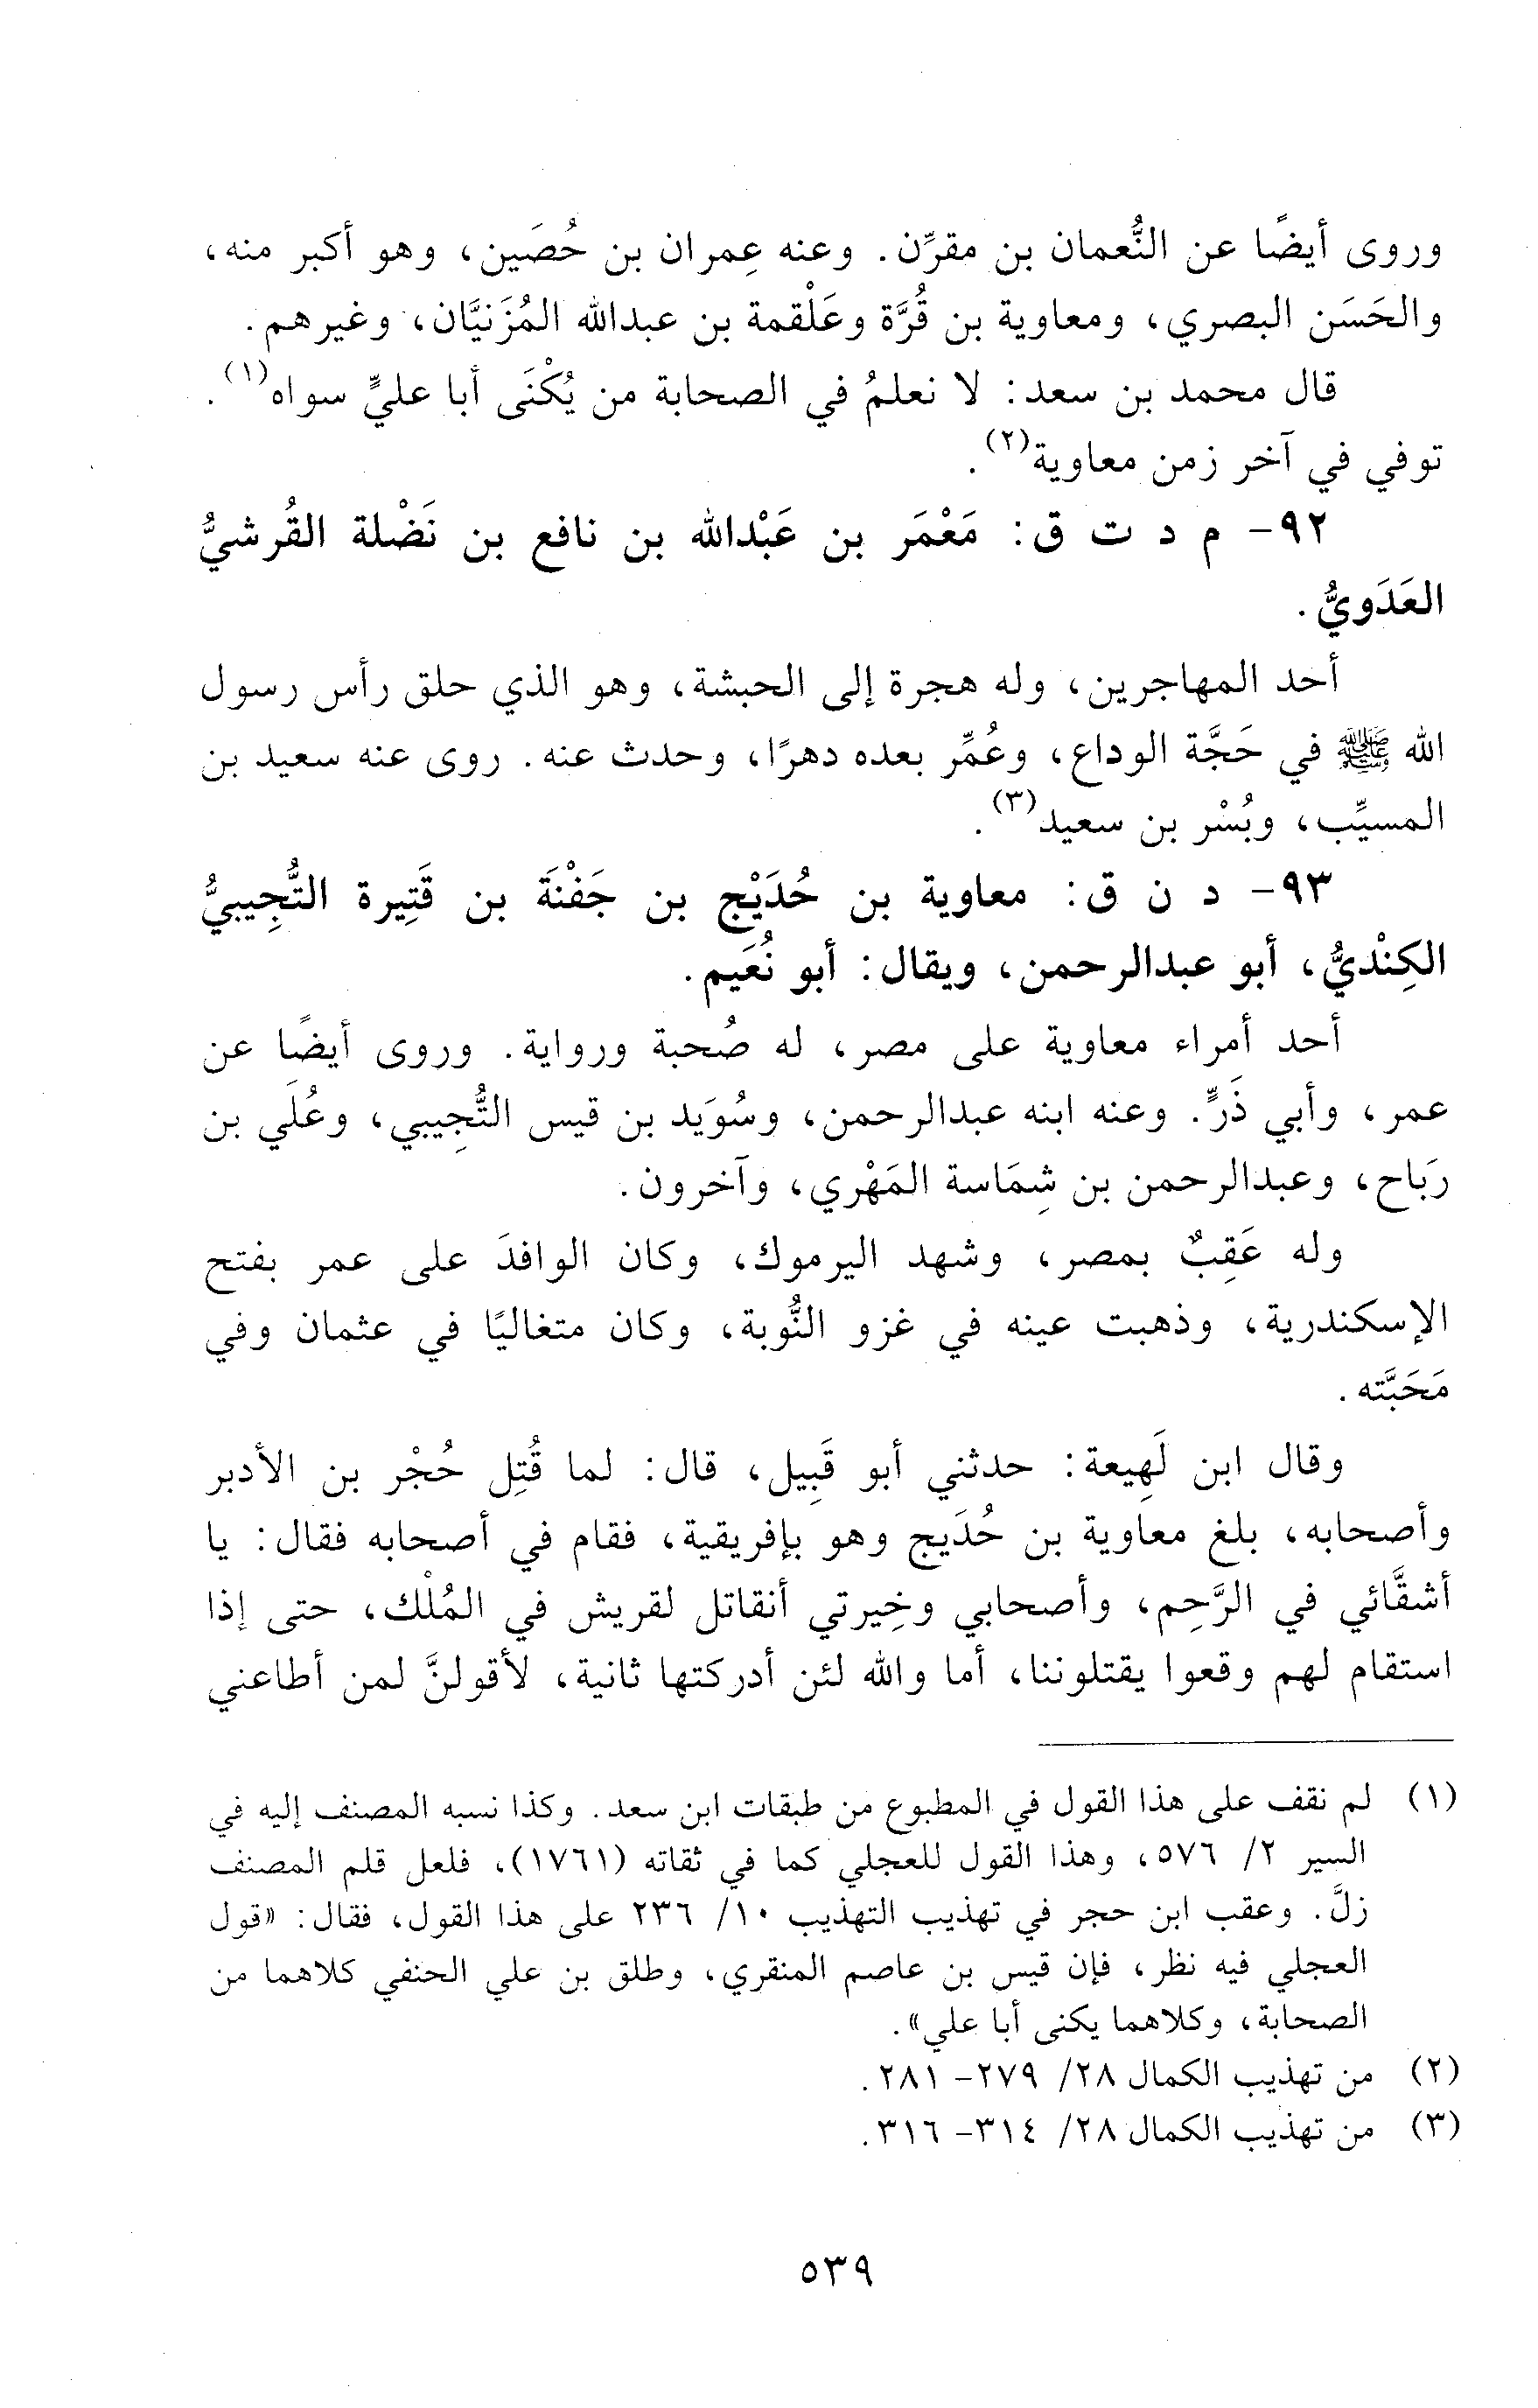 وروى أيضًا عن النُّعمان بن مقرِّن. وعنه عِمران بن حُصَين، وهو أكبر منه،
والحَسَن البصري، ومعاوية بن قُرَّة وعَلْقمة بن عبدالله المُزَنيَّان، وغيرهم.
قال محمد بن سعد: لا نعلمُ في الصحابة من يُكْنَى أبا عليٍّ سواه(١).
توفي في آخر زمن معاوية(٢).
٩٢- م د ت ق: مَعْمَر بن عَبْدالله بن نافع بن نَضْلة القُرشيُّ
العَدَويُّ.
أحد المهاجرين، وله هجرة إلى الحبشة، وهو الذي حلق رأس رسول
الله ﷺ في حَجَّة الوداع، وعُمِّر بعده دهرًا، وحدث عنه. روى عنه سعيد بن
المسيِّب، وبُسْر بن سعيد(٣).
٩٣- د ن ق: معاوية بن حُدَيْج بن جَفْنَة بن قَتِيرة التُّجِيبيُّ
الكِنْديُّ، أبو عبدالرحمن، ويقال: أبو نُعَيم.
أحد أمراء معاوية على مصر، له صُحبة ورواية. وروى أيضًا عن
عمر، وأبي ذَرٍّ. وعنه ابنه عبدالرحمن، وسُوَيد بن قيس التُّجِيبي، وعُلَي بن
رَباح، وعبدالرحمن بن شِمَاسة المَهْري، وآخرون.
وله عَقِبٌ بمصر، وشهد اليرموك، وكان الوافدَ على عمر بفتح
الإسكندرية، وذهبت عينه في غزو النُّوبة، وكان متغاليًا في عثمان وفي
مَحَبَّته.
وقال ابن لَهِيعة: حدثني أبو قَبِيل، قال: لما قُتِل حُجْر بن الأدبر
وأصحابه، بلغ معاوية بن حُدَيج وهو بإفريقية، فقام في أصحابه فقال: يا
أشقَّائي في الرَّحِم، وأصحابي وخِيرتي أنقاتل لقريش في المُلْك، حتى إذا
استقام لهم وقعوا يقتلوننا، أما والله لئن أدركتها ثانية، لأقولنَّ لمن أطاعني
(١) لم نقف على هذا القول في المطبوع من طبقات ابن سعد. وكذا نسبه المصنف إليه في
السير ٢/ ٥٧٦، وهذا القول للعجلي كما في ثقاته (١٧٦١)، فلعل قلم المصنف
زلَّ. وعقب ابن حجر في تهذيب التهذيب ١٠/ ٢٣٦ على هذا القول، فقال: «قول
العجلي فيه نظر، فإن قيس بن عاصم المنقري، وطلق بن علي الحنفي كلاهما من
الصحابة، وكلاهما يكنى أبا علي».
(٢) من تهذيب الكمال ٢٨/ ٢٧٩- ٢٨١.
(٣) من تهذيب الكمال ٢٨/ ٣١٤- ٣١٦.
٥٣٩